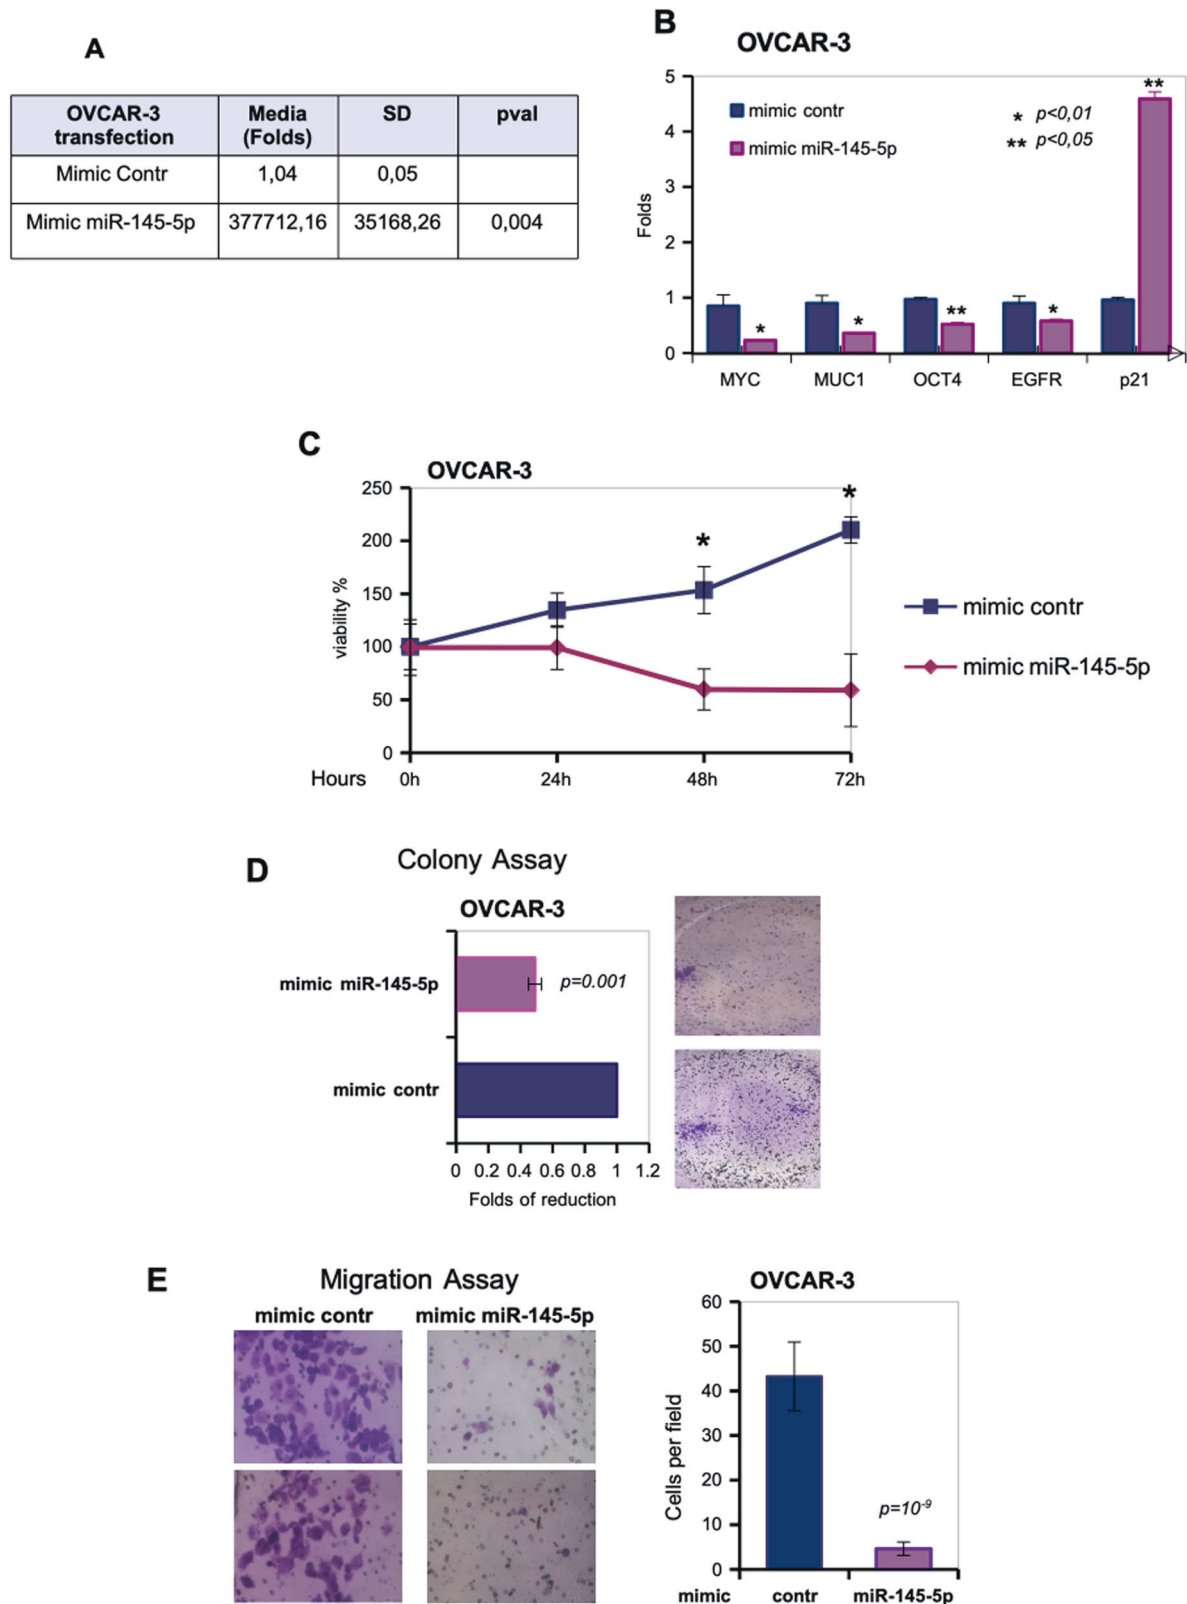 A
OVCAR-3 transfection
Media (Folds)
SD
pval
Mimic Contr
1,04
0,05
Mimic miR-145-5p
377712,16
35168,26
0,004
B
OVCAR-3
mimic contr
mimic miR-145-5p
* p<0,01
** p<0,05
Folds
5
4
3
2
1
0
*
*
**
*
**
MYC
MUC1
OCT4
EGFR
p21
C
OVCAR-3
viability %
250
200
150
100
50
0
*
*
Hours
0h
24h
48h
72h
mimic contr
mimic miR-145-5p
D
Colony Assay
OVCAR-3
mimic miR-145-5p
p=0.001
mimic contr
0 0.2 0.4 0.6 0.8 1 1.2
Folds of reduction
E
Migration Assay
mimic contr
mimic miR-145-5p
OVCAR-3
Cells per field
60
50
40
30
20
10
0
p=10-9
mimic
contr
miR-145-5p